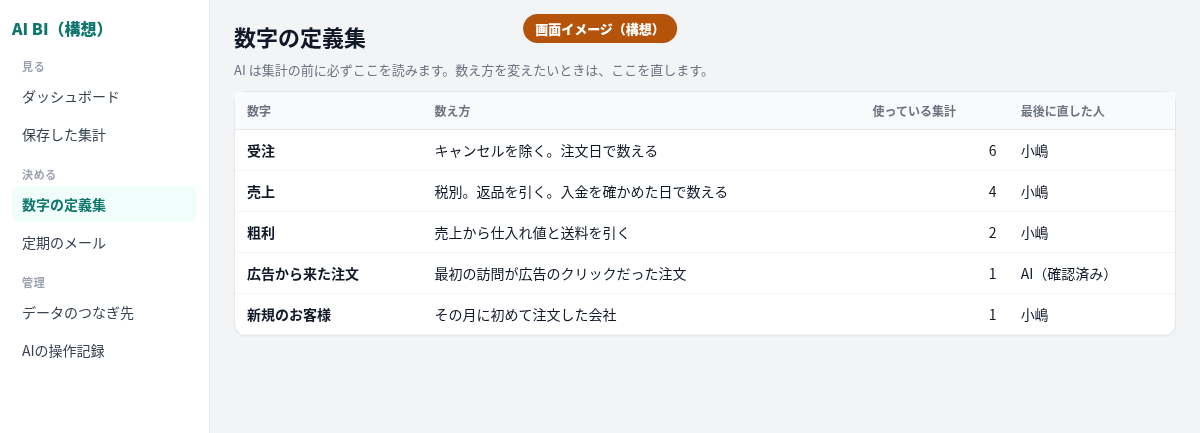 AI BI（構想）
見る
ダッシュボード
保存した集計
決める
数字の定義集
定期のメール
管理
データのつなぎ先
AIの操作記録
画面イメージ（構想）
数字の定義集
AI は集計の前に必ずここを読みます。数え方を変えたいときは、ここを直します。
数字 数え方 使っている集計 最後に直した人
受注 キャンセルを除く。注文日で数える 6 小嶋
売上 税別。返品を引く。入金を確かめた日で数える 4 小嶋
粗利 売上から仕入れ値と送料を引く 2 小嶋
広告から来た注文 最初の訪問が広告のクリックだった注文 1 AI（確認済み）
新規のお客様 その月に初めて注文した会社 1 小嶋